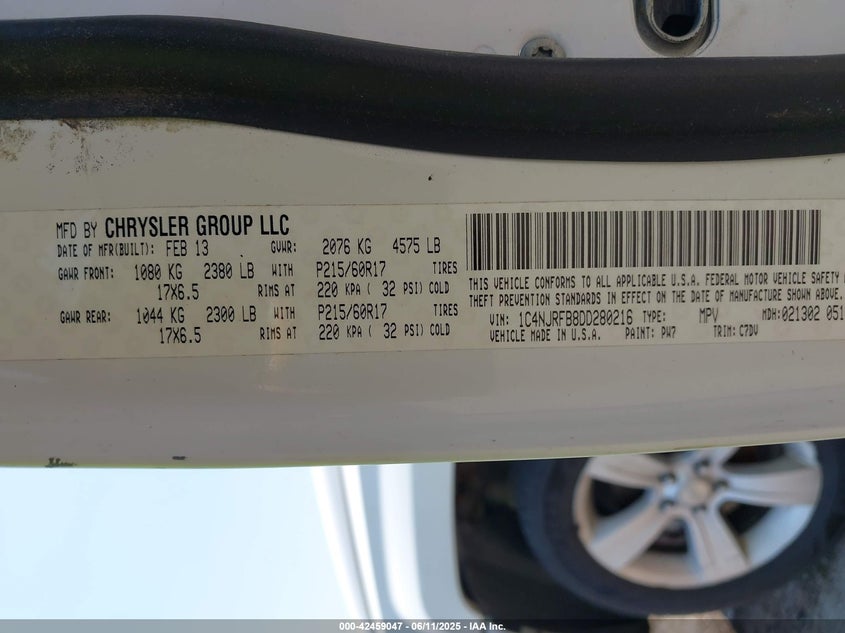 MFD BY CHRYSLER GROUP LLC
DATE OF MFR(BUILT): FEB 13 GVWR: 2076 KG 4575 LB
GAWR FRONT: 1080 KG 2380 LB WITH P215/60R17 TIRES
17X6.5 RIMS AT 220 KPA ( 32 PSI) COLD
GAWR REAR: 1044 KG 2300 LB WITH P215/60R17 TIRES
17X6.5 RIMS AT 220 KPA ( 32 PSI) COLD
THIS VEHICLE CONFORMS TO ALL APPLICABLE U.S.A. FEDERAL MOTOR VEHICLE SAFETY
THEFT PREVENTION STANDARDS IN EFFECT ON THE DATE OF MANUFACTURE SHOWN ABOVE.
VIN: 1C4NJRFB8DD280216 TYPE: MPV MDH:021302 051
VEHICLE MADE IN U.S.A. PAINT: PW7 TRIM: C7DV
000-42459047 - 06/11/2025 - IAA Inc.